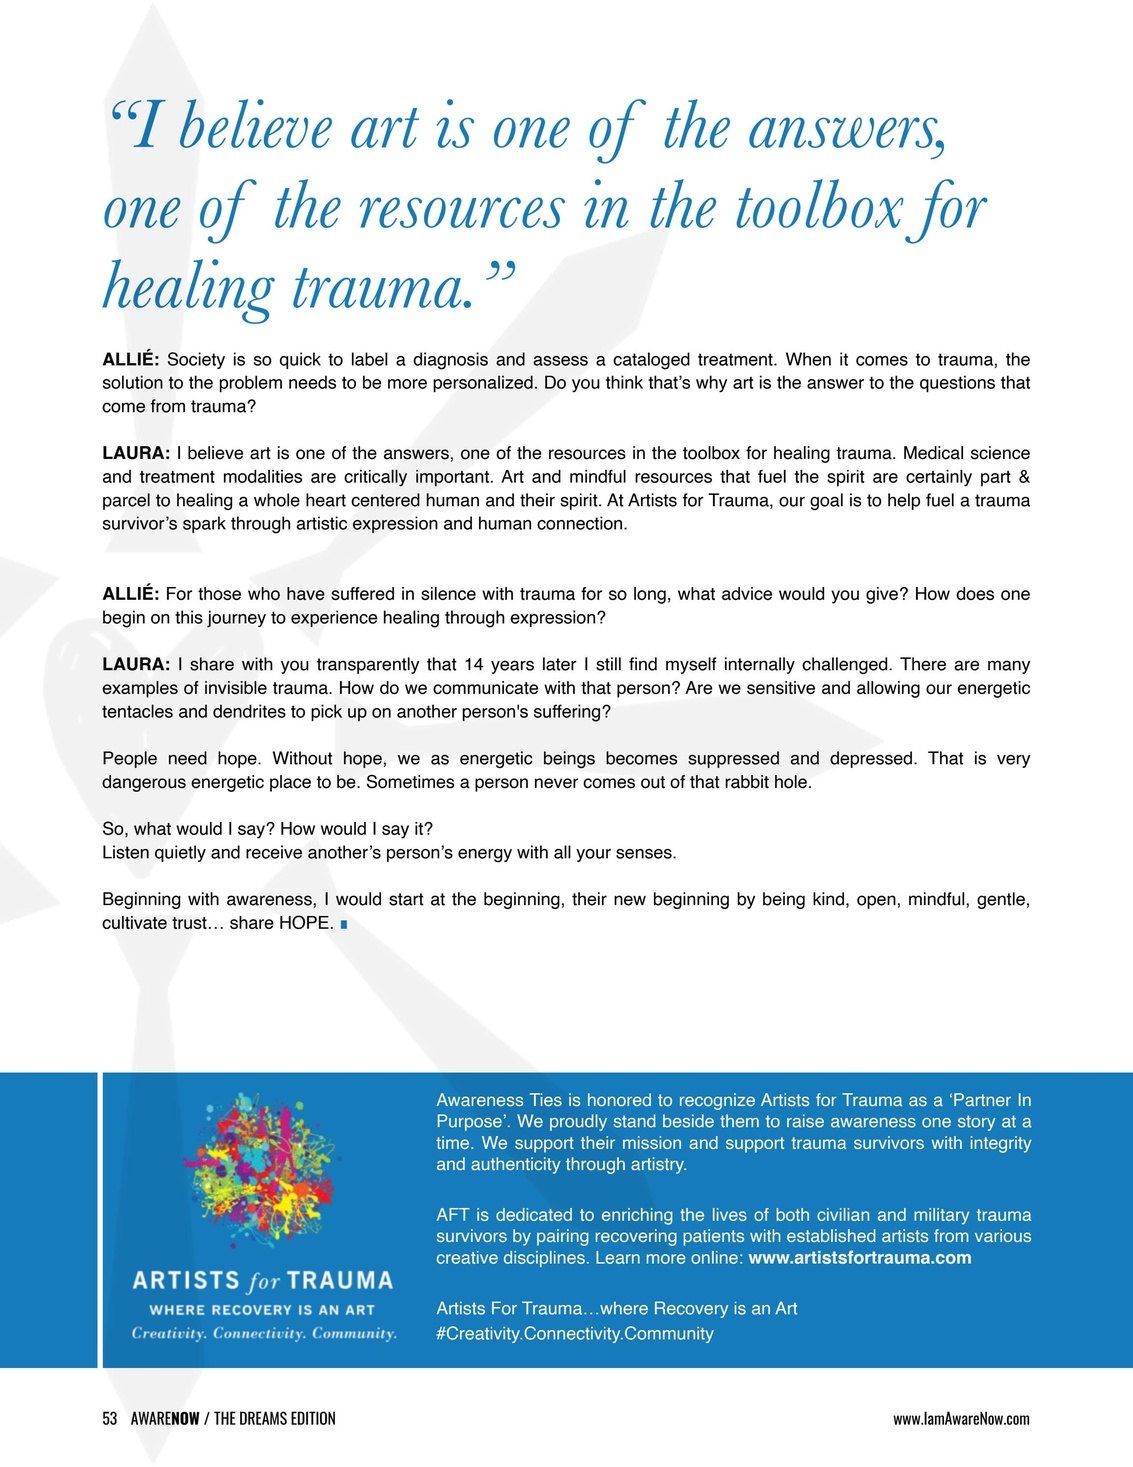 “I believe art is one of the answers,
one of the resources in the toolbox for
healing trauma.”
ALLIÉ: Society is so quick to label a diagnosis and assess a cataloged treatment. When it comes to trauma, the
solution to the problem needs to be more personalized. Do you think that’s why art is the answer to the questions that
come from trauma?
LAURA: I believe art is one of the answers, one of the resources in the toolbox for healing trauma. Medical science
and treatment modalities are critically important. Art and mindful resources that fuel the spirit are certainly part &
parcel to healing a whole heart centered human and their spirit. At Artists for Trauma, our goal is to help fuel a trauma
survivor’s spark through artistic expression and human connection.
ALLIÉ: For those who have suffered in silence with trauma for so long, what advice would you give? How does one
begin on this journey to experience healing through expression?
LAURA: I share with you transparently that 14 years later I still find myself internally challenged. There are many
examples of invisible trauma. How do we communicate with that person? Are we sensitive and allowing our energetic
tentacles and dendrites to pick up on another person's suffering?
People need hope. Without hope, we as energetic beings becomes suppressed and depressed. That is very
dangerous energetic place to be. Sometimes a person never comes out of that rabbit hole.
So, what would I say? How would I say it?
Listen quietly and receive another’s person’s energy with all your senses.
Beginning with awareness, I would start at the beginning, their new beginning by being kind, open, mindful, gentle,
cultivate trust… share HOPE.
ARTISTS for TRAUMA
WHERE RECOVERY IS AN ART
Creativity. Connectivity. Community.
Awareness Ties is honored to recognize Artists for Trauma as a ‘Partner In
Purpose’. We proudly stand beside them to raise awareness one story at a
time. We support their mission and support trauma survivors with integrity
and authenticity through artistry.
AFT is dedicated to enriching the lives of both civilian and military trauma
survivors by pairing recovering patients with established artists from various
creative disciplines. Learn more online: www.artistsfortrauma.com
Artists For Trauma…where Recovery is an Art
#Creativity.Connectivity.Community
53 AWARENOW / THE DREAMS EDITION
www.IamAwareNow.com